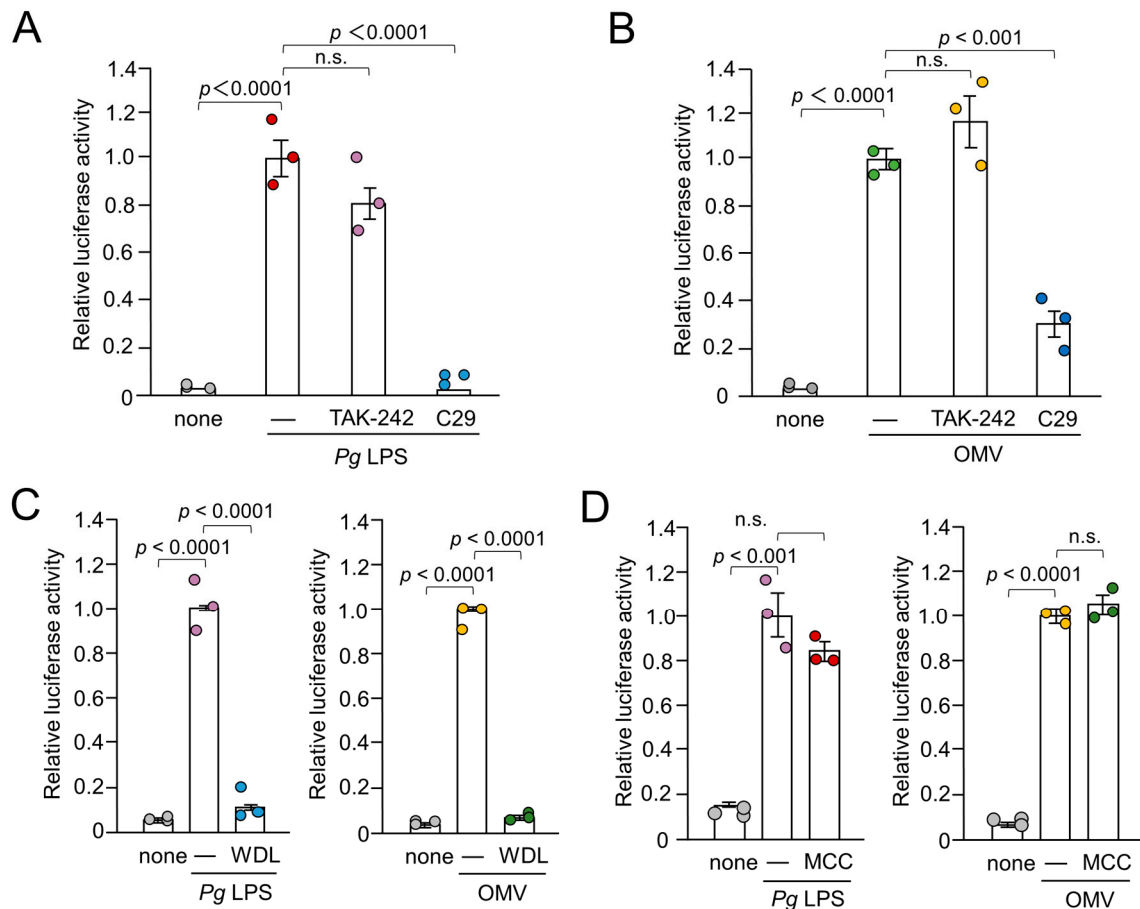 A
p <0.0001
n.s.
p<0.0001
Relative luciferase activity
1.4
1.2
1.0
0.8
0.6
0.4
0.2
0
none
—
TAK-242
C29
Pg LPS
B
p < 0.001
n.s.
p < 0.0001
Relative luciferase activity
1.4
1.2
1.0
0.8
0.6
0.4
0.2
0
none
—
TAK-242
C29
OMV
C
p < 0.0001
p < 0.0001
Relative luciferase activity
1.4
1.2
1.0
0.8
0.6
0.4
0.2
0
none
—
WDL
Pg LPS
p < 0.0001
p < 0.0001
Relative luciferase activity
1.4
1.2
1.0
0.8
0.6
0.4
0.2
0
none
—
WDL
OMV
D
n.s.
p < 0.001
Relative luciferase activity
1.4
1.2
1.0
0.8
0.6
0.4
0.2
0
none
—
MCC
Pg LPS
n.s.
p < 0.0001
Relative luciferase activity
1.4
1.2
1.0
0.8
0.6
0.4
0.2
0
none
—
MCC
OMV